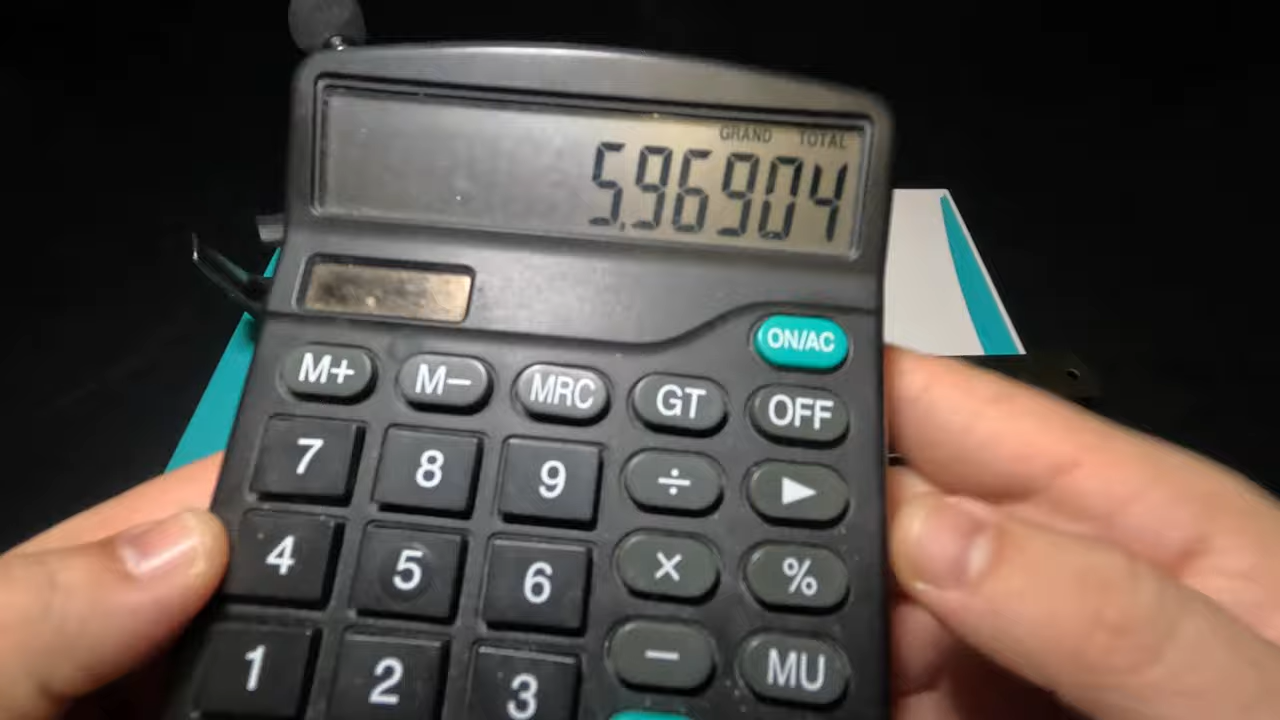 GRAND TOTAL
5.96904
ON/AC
M+ M− MRC GT OFF
7 8 9 ÷ ▶
4 5 6 × %
1 2 3 − MU